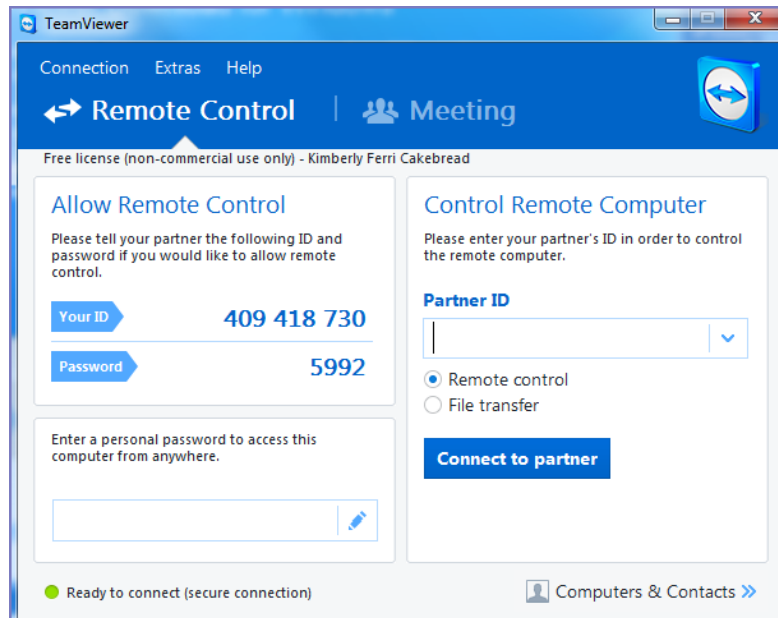 TeamViewer
Connection Extras Help
Remote Control Meeting
Free license (non-commercial use only) - Kimberly Ferri Cakebread
Allow Remote Control
Please tell your partner the following ID and
password if you would like to allow remote
control.
Your ID 409 418 730
Password 5992
Enter a personal password to access this
computer from anywhere.
Control Remote Computer
Please enter your partner's ID in order to control
the remote computer.
Partner ID
Remote control
File transfer
Connect to partner
Ready to connect (secure connection)
Computers & Contacts